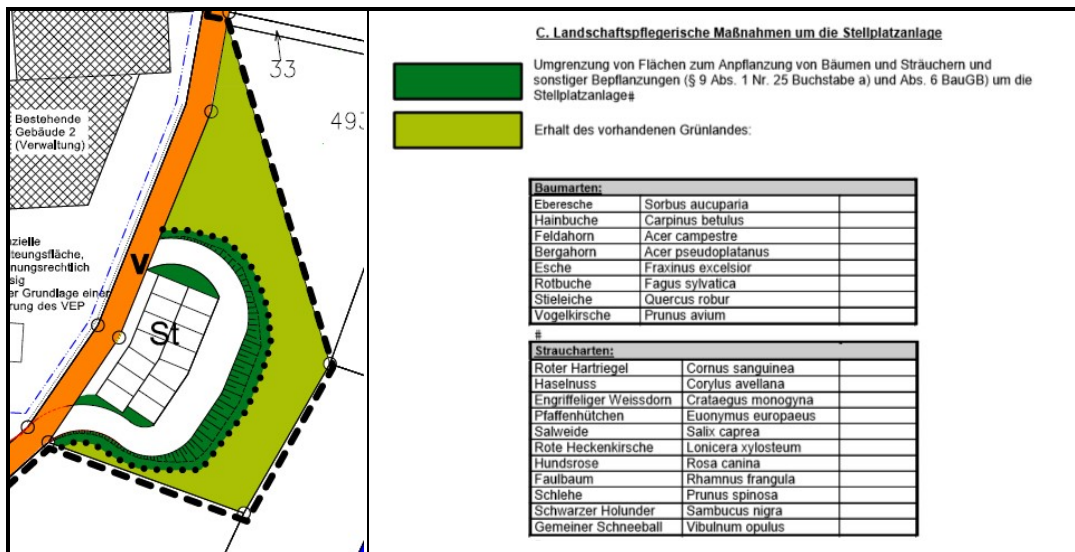 33
493
Bestehende
Gebäude 2
(Verwaltung)
nzielle
iteungsfläche,
nungsrechtlich
sig
er Grundlage einer
rung des VEP
V
St
C. Landschaftspflegerische Maßnahmen um die Stellplatzanlage
Umgrenzung von Flächen zum Anpflanzung von Bäumen und Sträuchern und
sonstiger Bepflanzungen (§ 9 Abs. 1 Nr. 25 Buchstabe a) und Abs. 6 BauGB) um die
Stellplatzanlage#
Erhalt des vorhandenen Grünlandes:
Baumarten:
Eberesche Sorbus aucuparia
Hainbuche Carpinus betulus
Feldahorn Acer campestre
Bergahorn Acer pseudoplatanus
Esche Fraxinus excelsior
Rotbuche Fagus sylvatica
Stieleiche Quercus robur
Vogelkirsche Prunus avium
#
Straucharten:
Roter Hartriegel Cornus sanguinea
Haselnuss Corylus avellana
Engriffeliger Weissdorn Crataegus monogyna
Pfaffenhütchen Euonymus europaeus
Salweide Salix caprea
Rote Heckenkirsche Lonicera xylosteum
Hundsrose Rosa canina
Faulbaum Rhamnus frangula
Schlehe Prunus spinosa
Schwarzer Holunder Sambucus nigra
Gemeiner Schneeball Vibulnum opulus